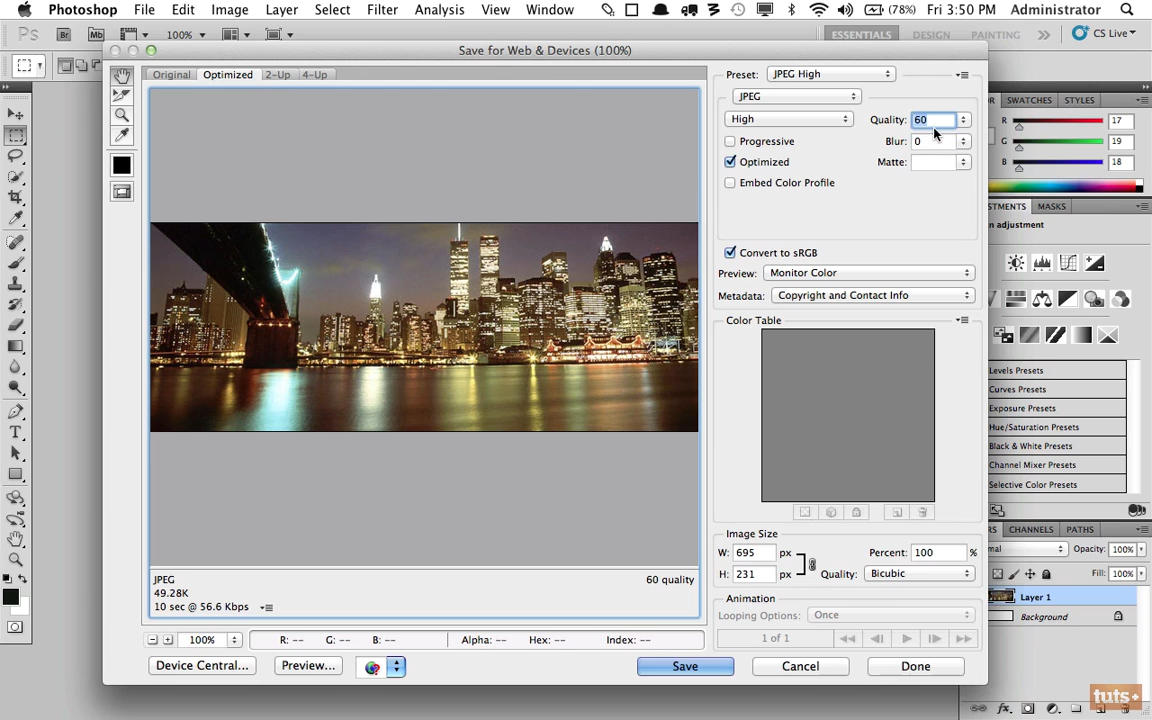 Photoshop File Edit Image Layer Select Filter Analysis View Window (78%) Fri 3:50 PM Administrator
Ps Br Mb 100% ESSENTIALS DESIGN PAINTING CS Live
Save for Web & Devices (100%)
Original Optimized 2-Up 4-Up
Preset: JPEG High
JPEG
High Quality: 60
Progressive Blur: 0
Optimized Matte:
Embed Color Profile
Convert to sRGB
Preview: Monitor Color
Metadata: Copyright and Contact Info
Color Table
Image Size
W: 695 px Percent: 100 %
H: 231 px Quality: Bicubic
Animation
Looping Options: Once
1 of 1
JPEG 60 quality
49.28K
10 sec @ 56.6 Kbps
100% R: -- G: -- B: -- Alpha: -- Hex: -- Index: --
Device Central... Preview... Save Cancel Done
SWATCHES STYLES
R 17
G 19
B 18
STMENTS MASKS
n adjustment
Levels Presets
Curves Presets
Exposure Presets
Hue/Saturation Presets
Black & White Presets
Channel Mixer Presets
Selective Color Presets
RS CHANNELS PATHS
mal Opacity: 100%
Fill: 100%
Layer 1
Background
fx.
tuts+